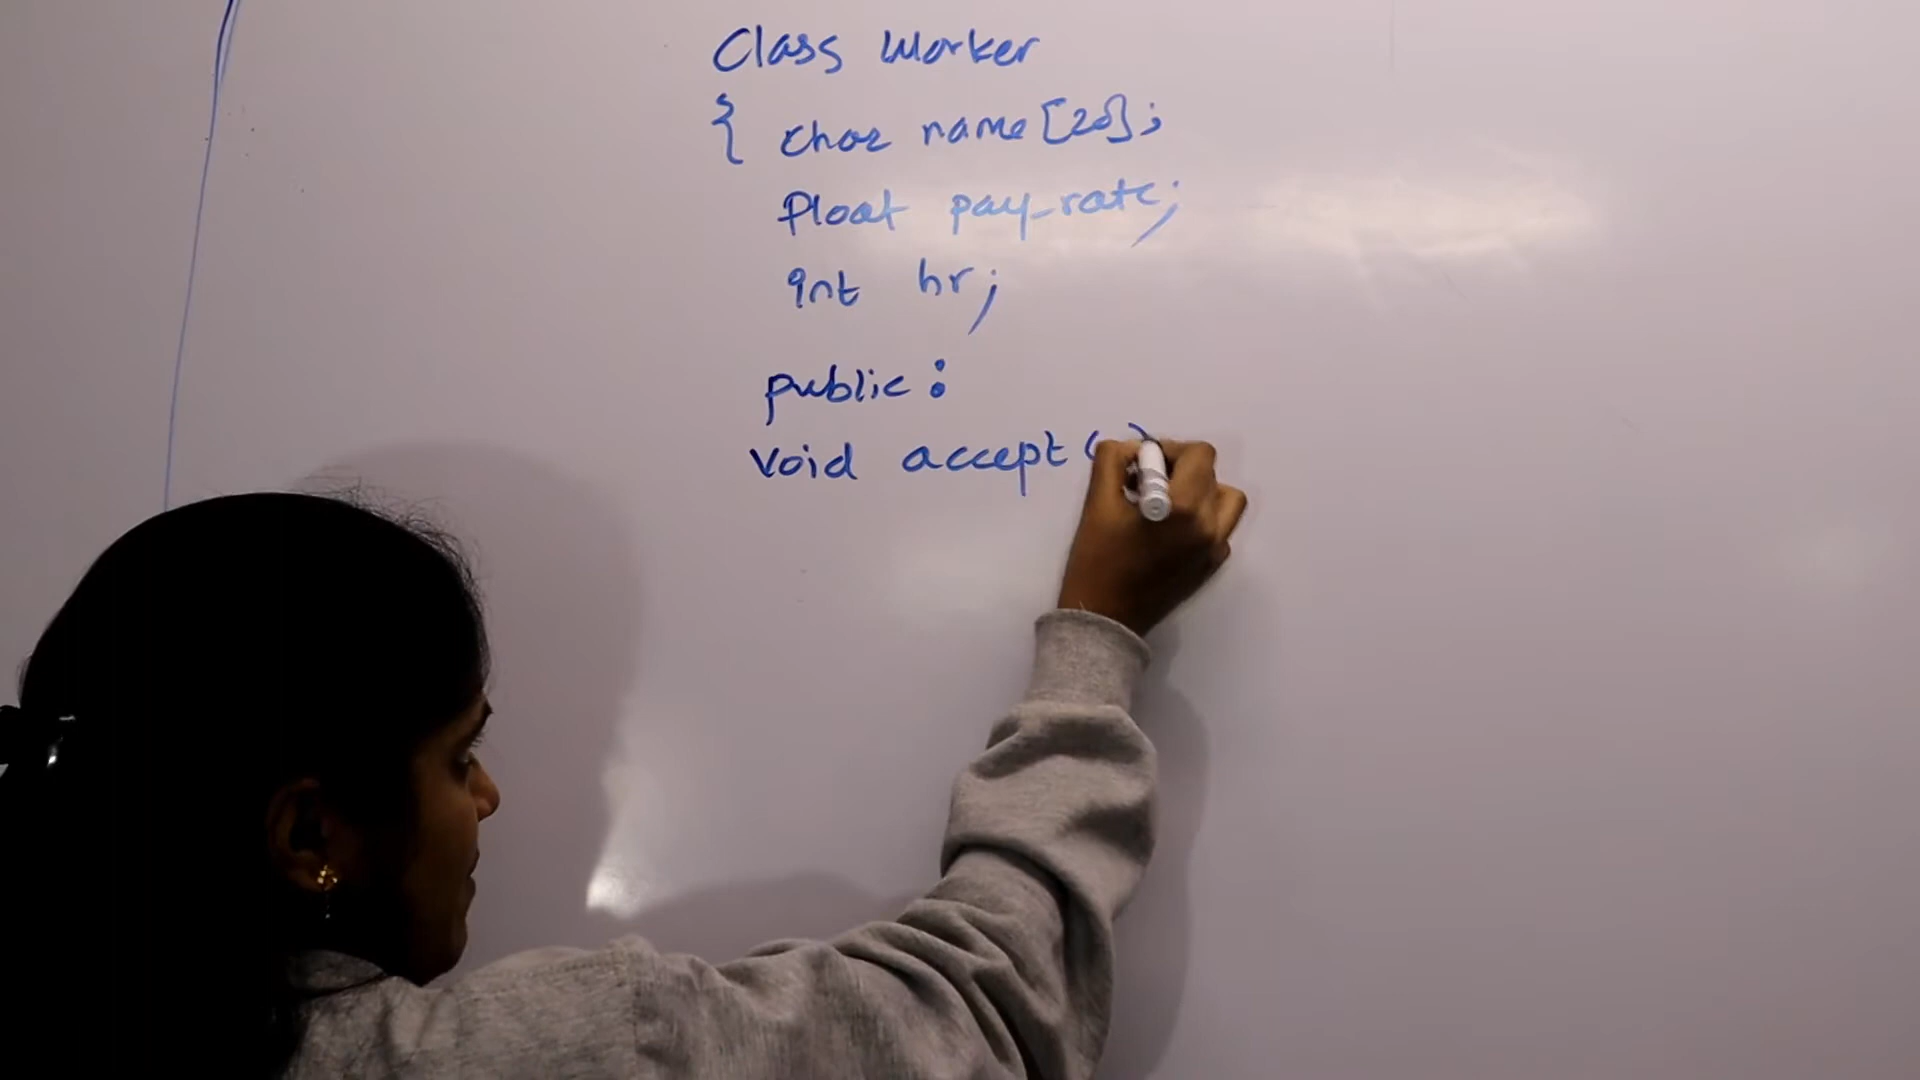 Class Worker
{ char name[20];
float pay_rate;
int hr;
public:
void accept()